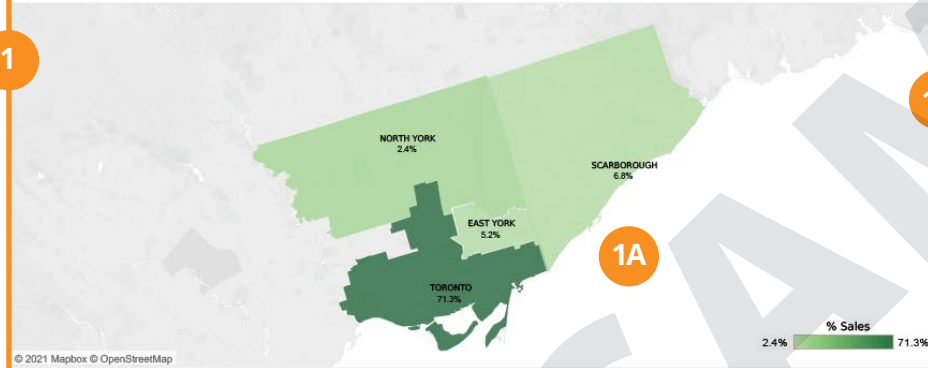 1
NORTH YORK
2.4%
SCARBOROUGH
6.8%
EAST YORK
5.2%
1A
TORONTO
71.3%
% Sales
2.4% 71.3%
© 2021 Mapbox © OpenStreetMap